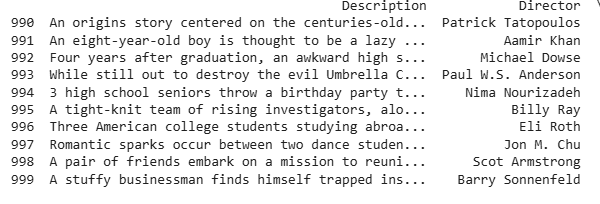 Description Director \
990 An origins story centered on the centuries-old... Patrick Tatopoulos
991 An eight-year-old boy is thought to be a lazy ... Aamir Khan
992 Four years after graduation, an awkward high s... Michael Dowse
993 While still out to destroy the evil Umbrella C... Paul W.S. Anderson
994 3 high school seniors throw a birthday party t... Nima Nourizadeh
995 A tight-knit team of rising investigators, alo... Billy Ray
996 Three American college students studying abroa... Eli Roth
997 Romantic sparks occur between two dance studen... Jon M. Chu
998 A pair of friends embark on a mission to reuni... Scot Armstrong
999 A stuffy businessman finds himself trapped ins... Barry Sonnenfeld